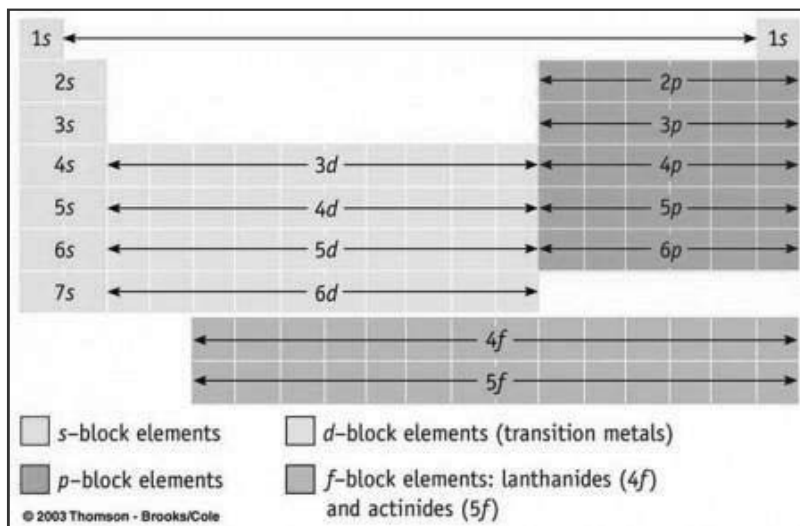 1s 1s
2s 2p
3s 3p
4s 3d 4p
5s 4d 5p
6s 5d 6p
7s 6d
4f
5f
s–block elements
d–block elements (transition metals)
p–block elements
f–block elements: lanthanides (4f)
and actinides (5f)
© 2003 Thomson - Brooks/Cole